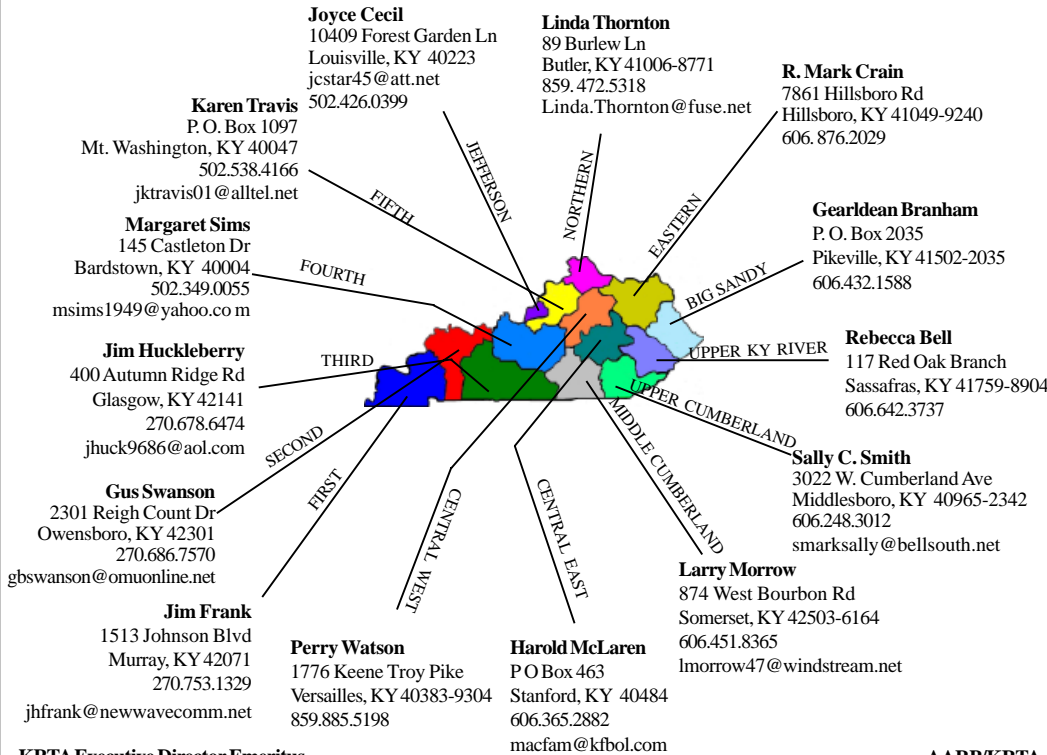 Joyce Cecil
10409 Forest Garden Ln
Louisville, KY 40223
jcstar45@att.net
502.426.0399
Linda Thornton
89 Burlew Ln
Butler, KY 41006-8771
859. 472.5318
Linda.Thornton@fuse.net
R. Mark Crain
7861 Hillsboro Rd
Hillsboro, KY 41049-9240
606. 876.2029
Karen Travis
P. O. Box 1097
Mt. Washington, KY 40047
502.538.4166
jktravis01@alltel.net
Margaret Sims
145 Castleton Dr
Bardstown, KY 40004
502.349.0055
msims1949@yahoo.co m
Gearldean Branham
P. O. Box 2035
Pikeville, KY 41502-2035
606.432.1588
Jim Huckleberry
400 Autumn Ridge Rd
Glasgow, KY 42141
270.678.6474
jhuck9686@aol.com
Rebecca Bell
117 Red Oak Branch
Sassafras, KY 41759-8904
606.642.3737
Gus Swanson
2301 Reigh Count Dr
Owensboro, KY 42301
270.686.7570
gbswanson@omuonline.net
Sally C. Smith
3022 W. Cumberland Ave
Middlesboro, KY 40965-2342
606.248.3012
smarksally@bellsouth.net
Jim Frank
1513 Johnson Blvd
Murray, KY 42071
270.753.1329
jhfrank@newwavecomm.net
Perry Watson
1776 Keene Troy Pike
Versailles, KY 40383-9304
859.885.5198
Harold McLaren
P O Box 463
Stanford, KY 40484
606.365.2882
macfam@kfbol.com
Larry Morrow
874 West Bourbon Rd
Somerset, KY 42503-6164
606.451.8365
lmorrow47@windstream.net
JEFFERSON
NORTHERN
EASTERN
FIFTH
FOURTH
BIG SANDY
THIRD
UPPER KY RIVER
UPPER CUMBERLAND
SECOND
FIRST
CENTRAL WEST
CENTRAL EAST
MIDDLE CUMBERLAND
KRTA Executive Director Emeritus
AARP/KRTA